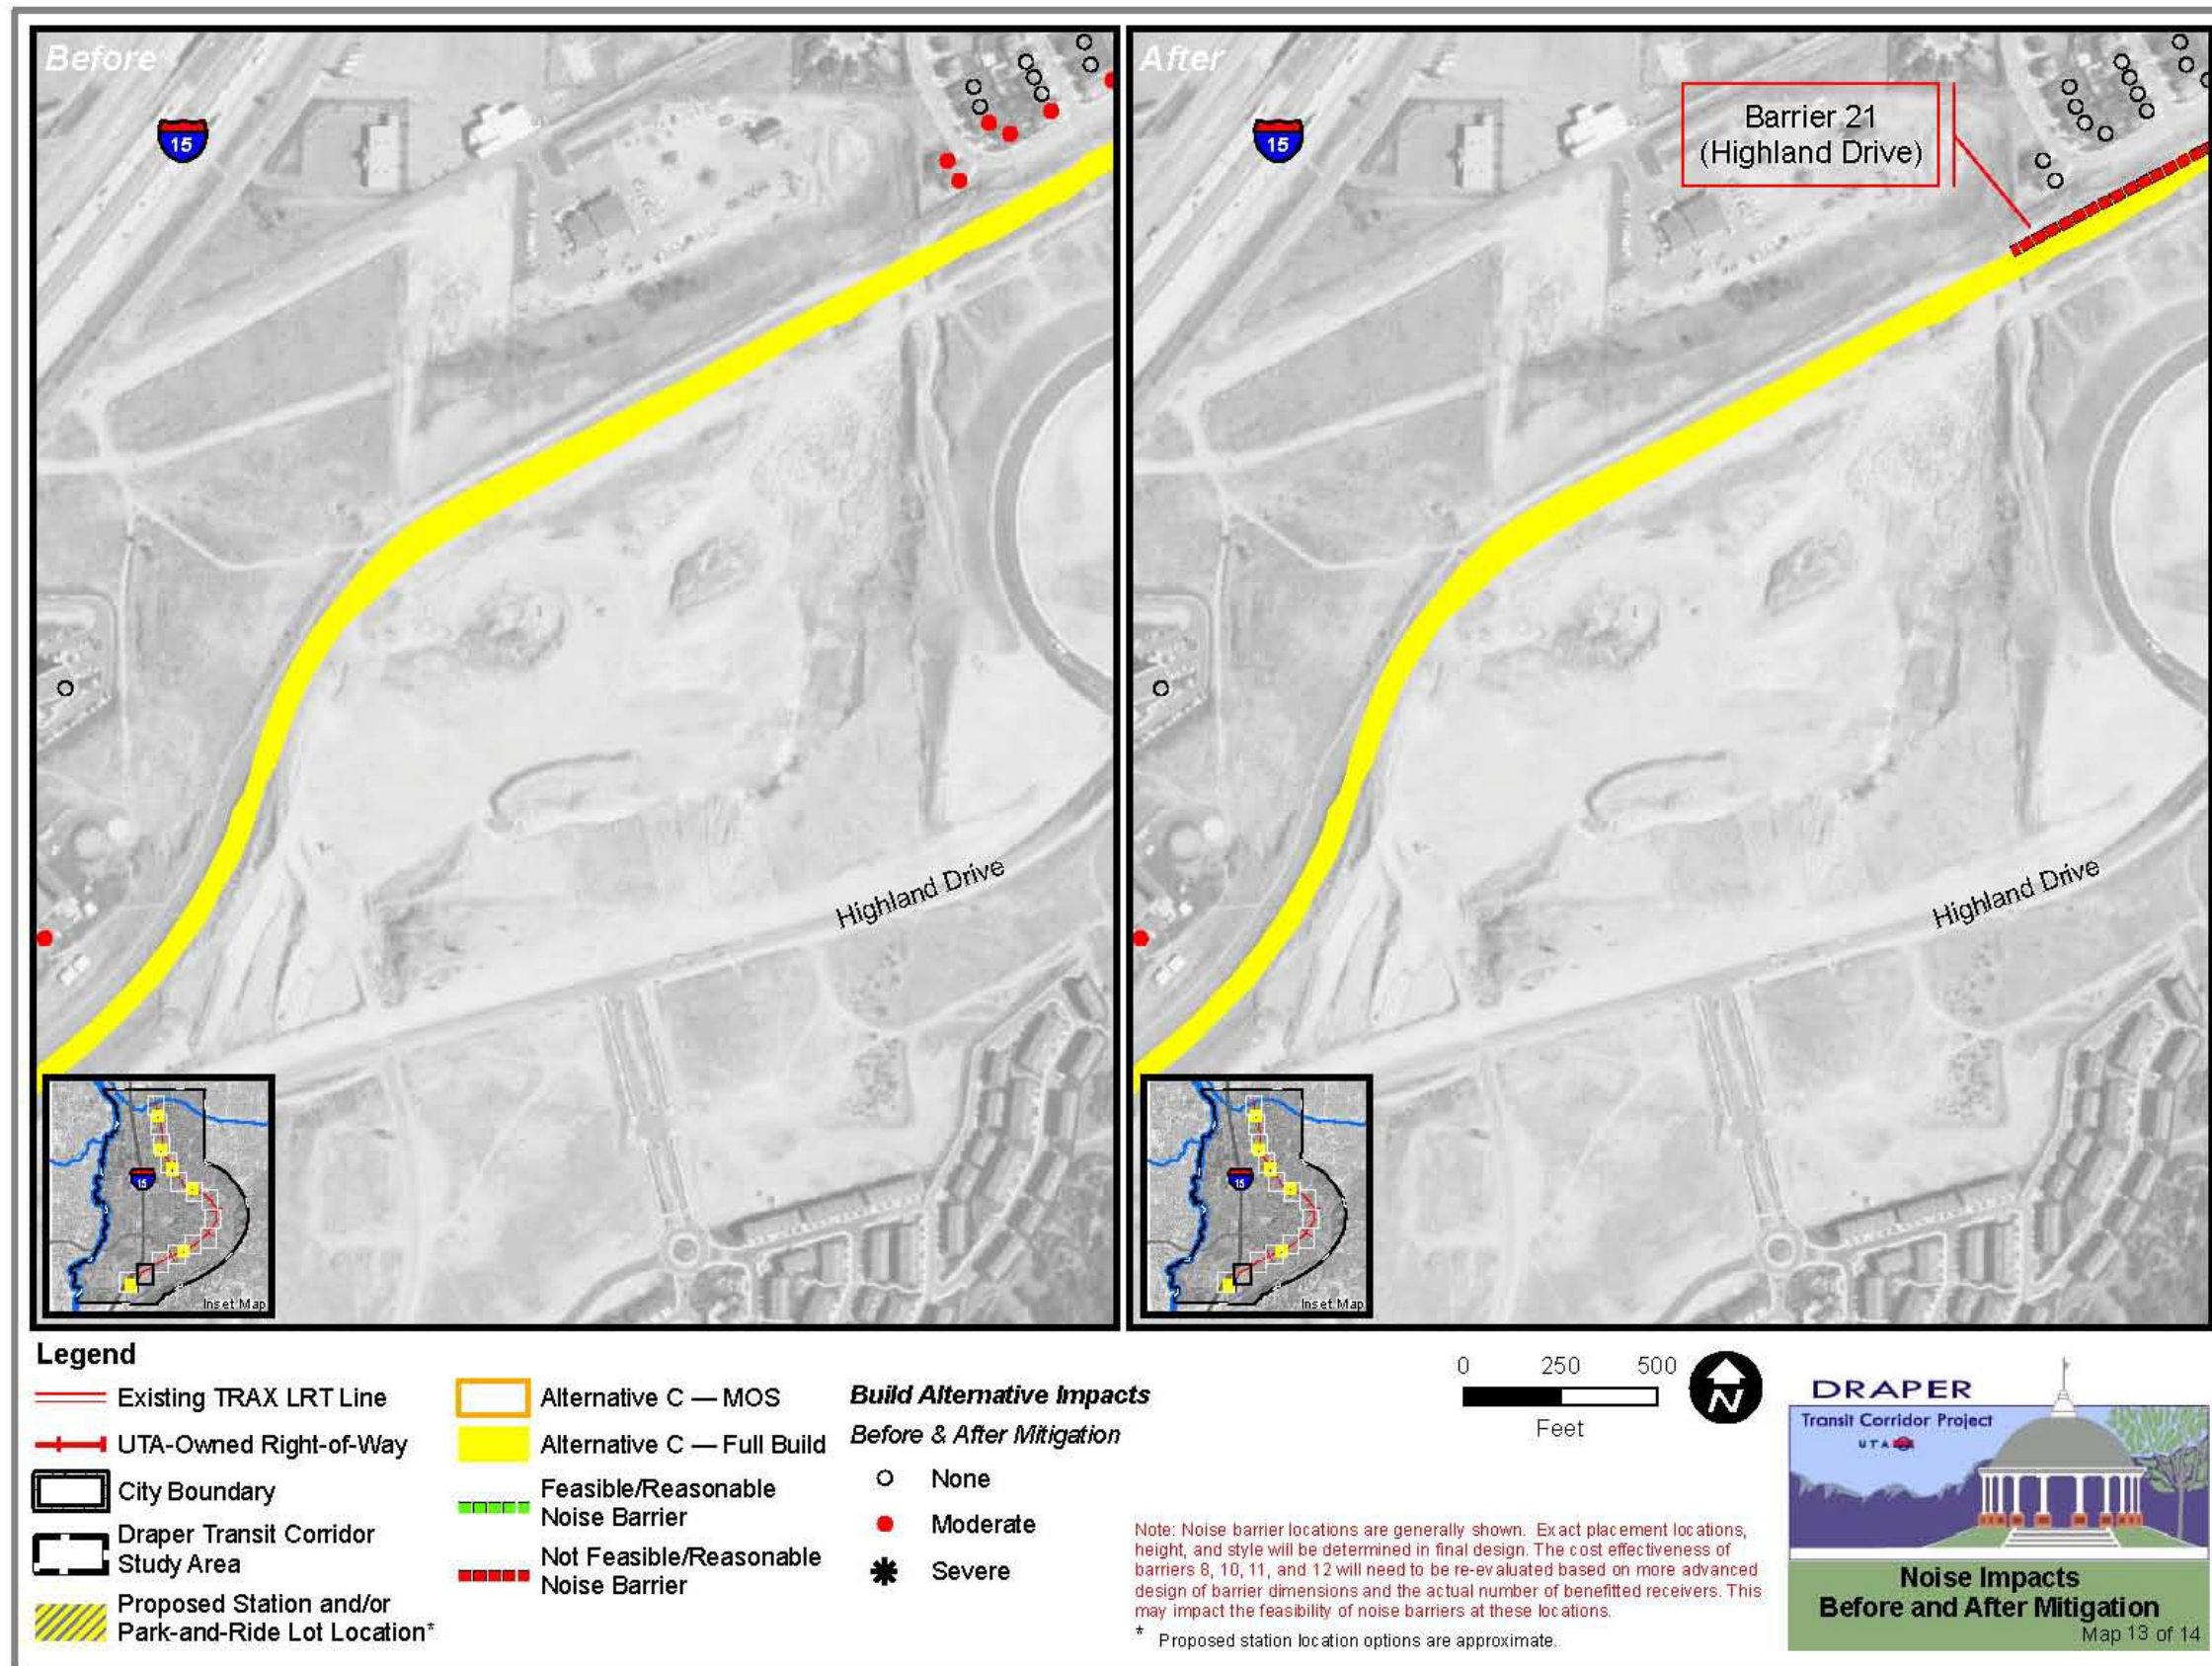 Before
15
Highland Drive
15
Inset Map
After
15
Barrier 21
(Highland Drive)
Highland Drive
15
Inset Map
Legend
Existing TRAX LRT Line
UTA-Owned Right-of-Way
City Boundary
Draper Transit Corridor
Study Area
Proposed Station and/or
Park-and-Ride Lot Location*
Alternative C — MOS
Alternative C — Full Build
Feasible/Reasonable
Noise Barrier
Not Feasible/Reasonable
Noise Barrier
Build Alternative Impacts
Before & After Mitigation
None
Moderate
Severe
0 250 500
Feet
N
Note: Noise barrier locations are generally shown. Exact placement locations,
height, and style will be determined in final design. The cost effectiveness of
barriers 8, 10, 11, and 12 will need to be re-evaluated based on more advanced
design of barrier dimensions and the actual number of benefitted receivers. This
may impact the feasibility of noise barriers at these locations.
* Proposed station location options are approximate.
DRAPER
Transit Corridor Project
UTA
Noise Impacts
Before and After Mitigation
Map 13 of 14